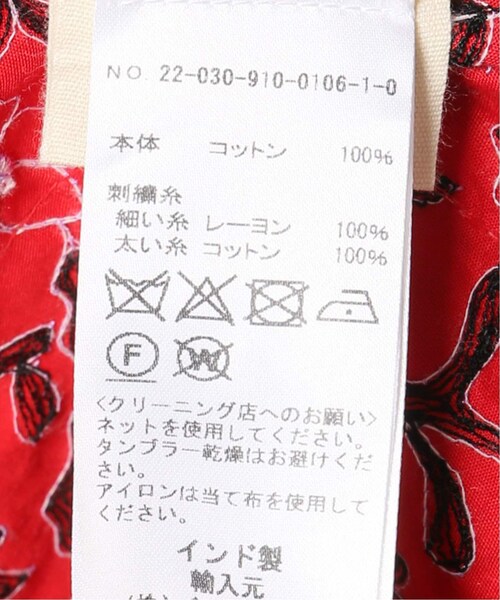 NO. 22-030-910-0106-1-0
本体 コットン 100%
刺繍糸
細い糸 レーヨン 100%
太い糸 コットン 100%
F W
<クリーニング店へのお願い>
ネットを使用してください。
タンブラー乾燥はお避けくだ
さい。
アイロンは当て布を使用して
ください。
インド製
輸入元